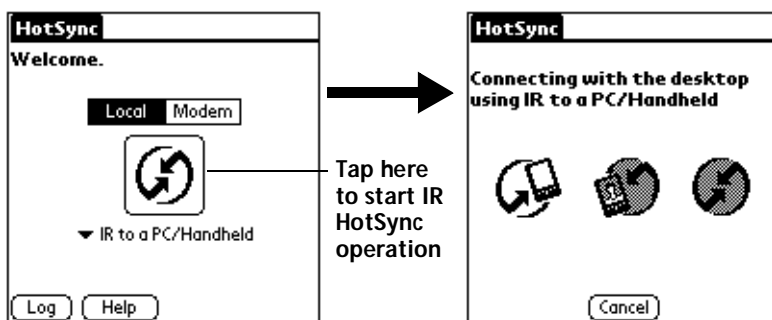 HotSync
Welcome.
Local Modem
IR to a PC/Handheld
Log Help
Tap here
to start IR
HotSync
operation
HotSync
Connecting with the desktop
using IR to a PC/Handheld
Cancel